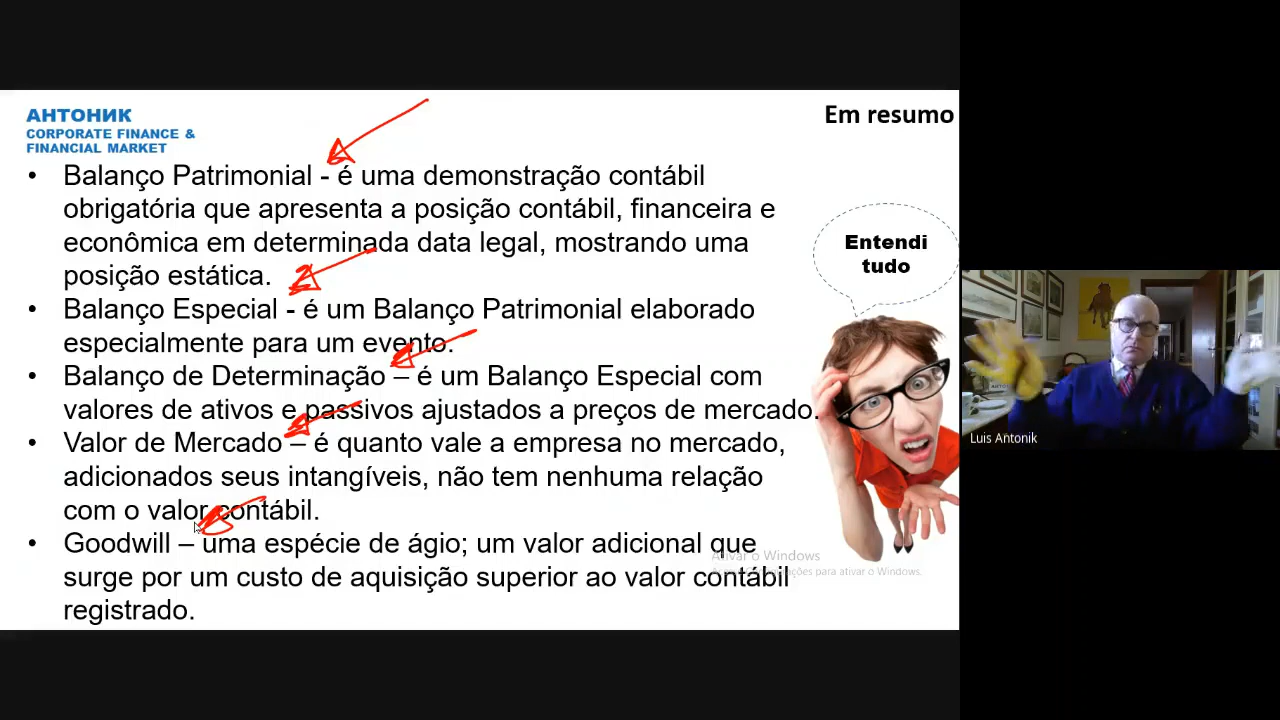 АНТОНИК
CORPORATE FINANCE &
FINANCIAL MARKET
Em resumo
• Balanço Patrimonial - é uma demonstração contábil
obrigatória que apresenta a posição contábil, financeira e
econômica em determinada data legal, mostrando uma
posição estática.
• Balanço Especial - é um Balanço Patrimonial elaborado
especialmente para um evento.
• Balanço de Determinação – é um Balanço Especial com
valores de ativos e passivos ajustados a preços de mercado.
• Valor de Mercado – é quanto vale a empresa no mercado,
adicionados seus intangíveis, não tem nenhuma relação
com o valor contábil.
• Goodwill – uma espécie de ágio; um valor adicional que
surge por um custo de aquisição superior ao valor contábil
registrado.
Entendi
tudo
Ativar o Windows
ções para ativar o Windows.
Luis Antonik